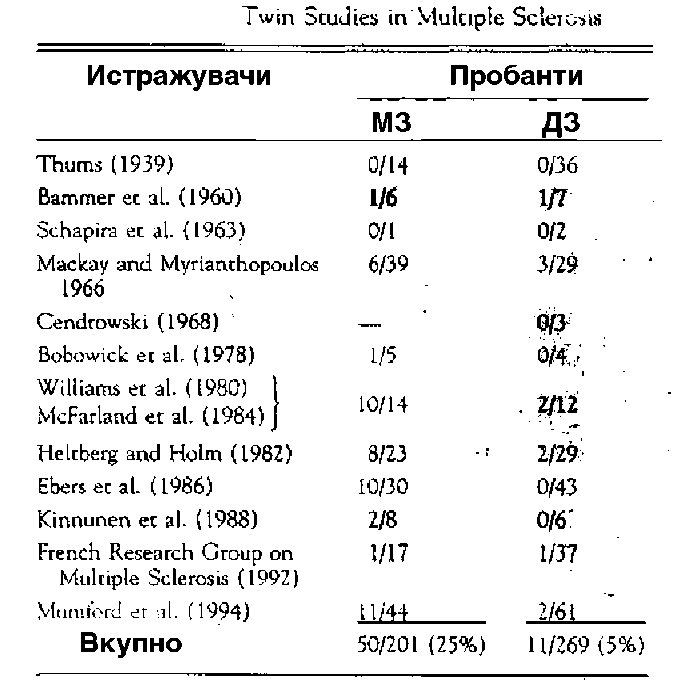 Twin Studies in Multiple Sclerosis
Истражувачи Пробанти
МЗ ДЗ
Thums (1939) 0/14 0/36
Bammer et al. (1960) 1/6 1/7
Schapira et al. (1963) 0/1 0/2
Mackay and Myrianthopoulos 6/39 3/29
1966
Cendrowski (1968) — 0/3
Bobowick et al. (1978) 1/5 0/4
Williams et al. (1980)
McFarland et al. (1984) 10/14 2/12
Heltberg and Holm (1982) 8/23 2/29
Ebers et al. (1986) 10/30 0/43
Kinnunen et al. (1988) 2/8 0/6
French Research Group on 1/17 1/37
Multiple Sclerosis (1992)
Mumford et al. (1994) 11/44 2/61
Вкупно 50/201 (25%) 11/269 (5%)